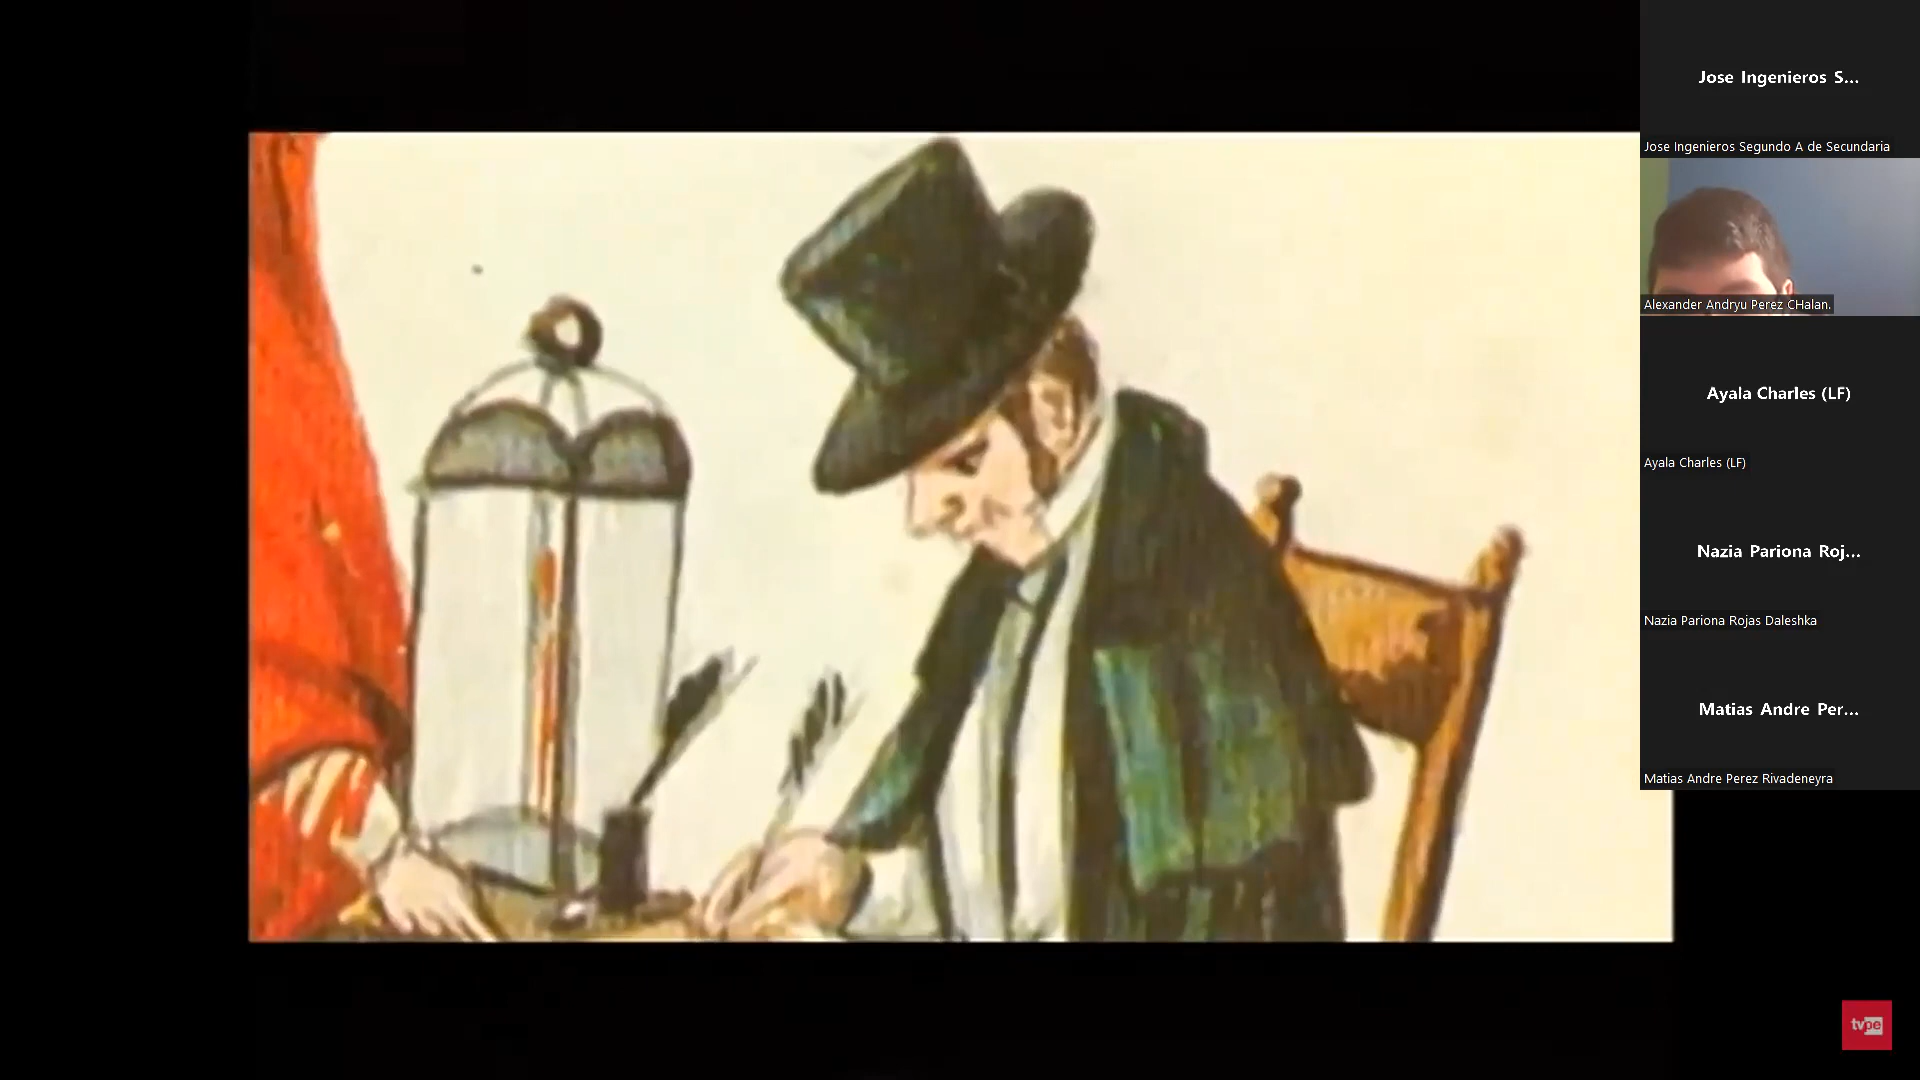 Jose Ingenieros S...
Jose Ingenieros Segundo A de Secundaria
Alexander Andryu Perez CHalan.
Ayala Charles (LF)
Ayala Charles (LF)
Nazia Pariona Roj...
Nazia Pariona Rojas Daleshka
Matias Andre Per...
Matias Andre Perez Rivadeneyra
tvpe